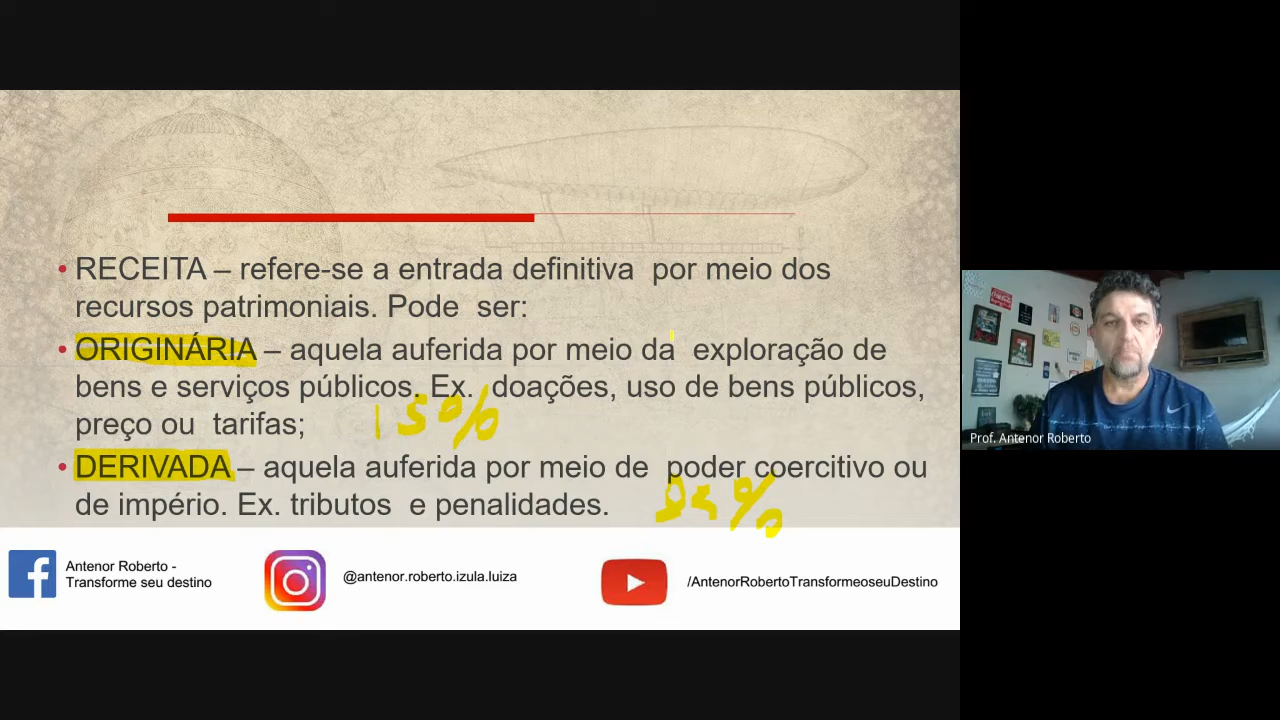 • RECEITA – refere-se a entrada definitiva por meio dos
recursos patrimoniais. Pode ser:
• ORIGINÁRIA – aquela auferida por meio da exploração de
bens e serviços públicos. Ex. doações, uso de bens públicos,
preço ou tarifas;
15%
• DERIVADA – aquela auferida por meio de poder coercitivo ou
de império. Ex. tributos e penalidades.
Antenor Roberto -
Transforme seu destino
@antenor.roberto.izula.luiza
/AntenorRobertoTransformeoseuDestino
Prof. Antenor Roberto